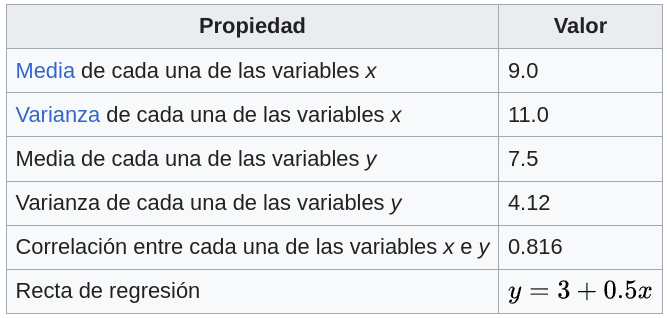 Propiedad Valor
Media de cada una de las variables x 9.0
Varianza de cada una de las variables x 11.0
Media de cada una de las variables y 7.5
Varianza de cada una de las variables y 4.12
Correlación entre cada una de las variables x e y 0.816
Recta de regresión y = 3 + 0.5x